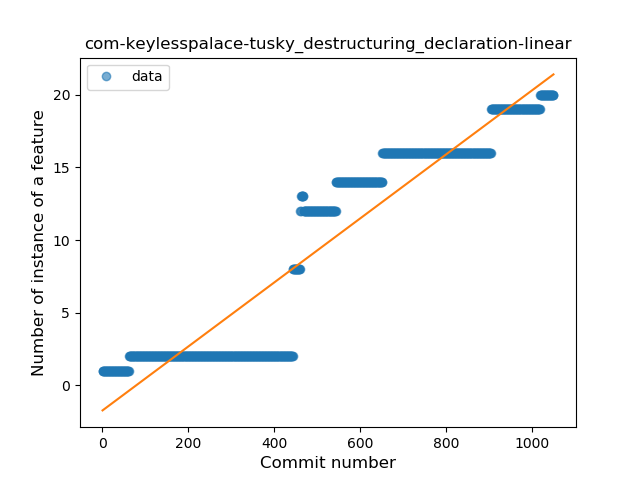 com-keylesspalace-tusky_destructuring_declaration-linear
data
20
15
10
5
0
Number of instance of a feature
0 200 400 600 800 1000
Commit number